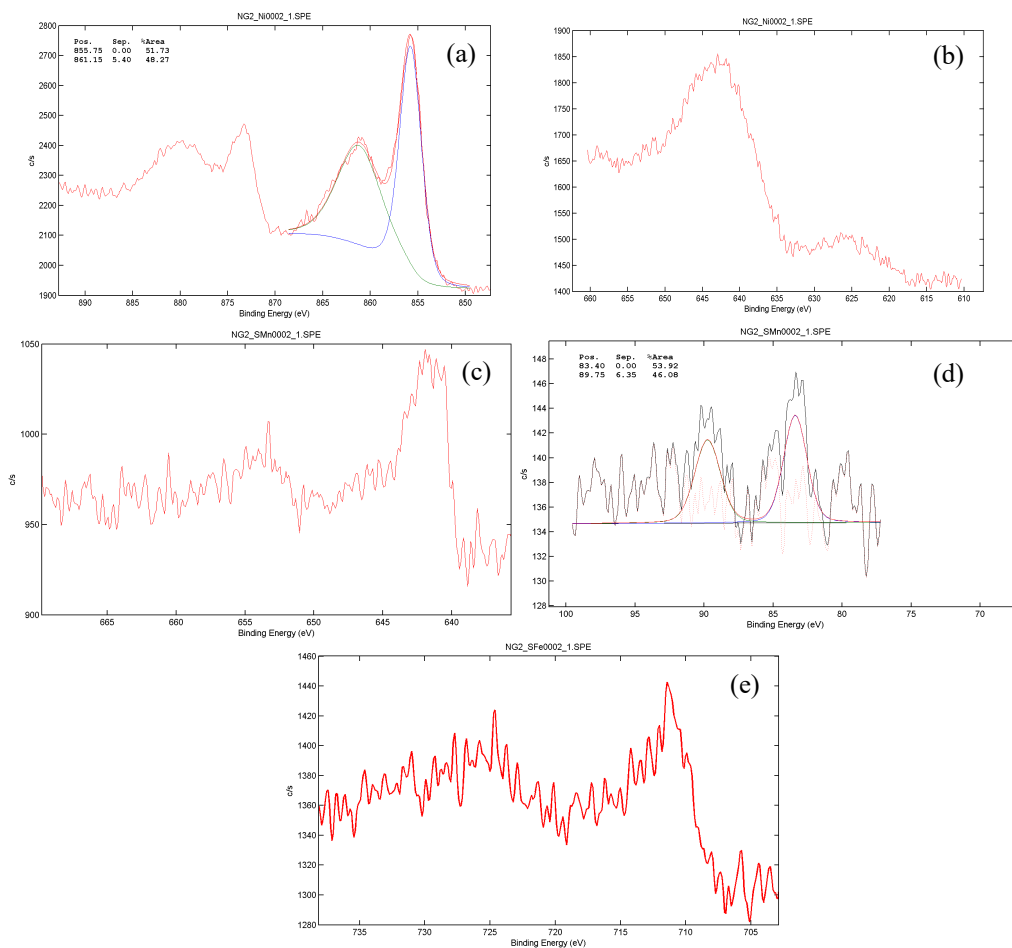 NG2_Ni0002_1.SPE
2800
2700
2600
2500
2400
2300
2200
2100
2000
1900
c/s
Pos. Sep. %Area
855.75 0.00 51.73
861.15 5.40 48.27
(a)
890 885 880 875 870 865 860 855 850
Binding Energy (eV)
NG2_Ni0002_1.SPE
1900
1850
1800
1750
1700
1650
1600
1550
1500
1450
1400
c/s
(b)
660 655 650 645 640 635 630 625 620 615 610
Binding Energy (eV)
NG2_SMn0002_1.SPE
1050
1000
950
900
c/s
(c)
665 660 655 650 645 640
Binding Energy (eV)
NG2_SMn0002_1.SPE
148
146
144
142
140
138
136
134
132
130
128
c/s
Pos. Sep. %Area
83.40 0.00 53.92
89.75 6.35 46.08
(d)
100 95 90 85 80 75 70
Binding Energy (eV)
NG2_SFe0002_1.SPE
1460
1440
1420
1400
1380
1360
1340
1320
1300
1280
c/s
(e)
735 730 725 720 715 710 705
Binding Energy (eV)